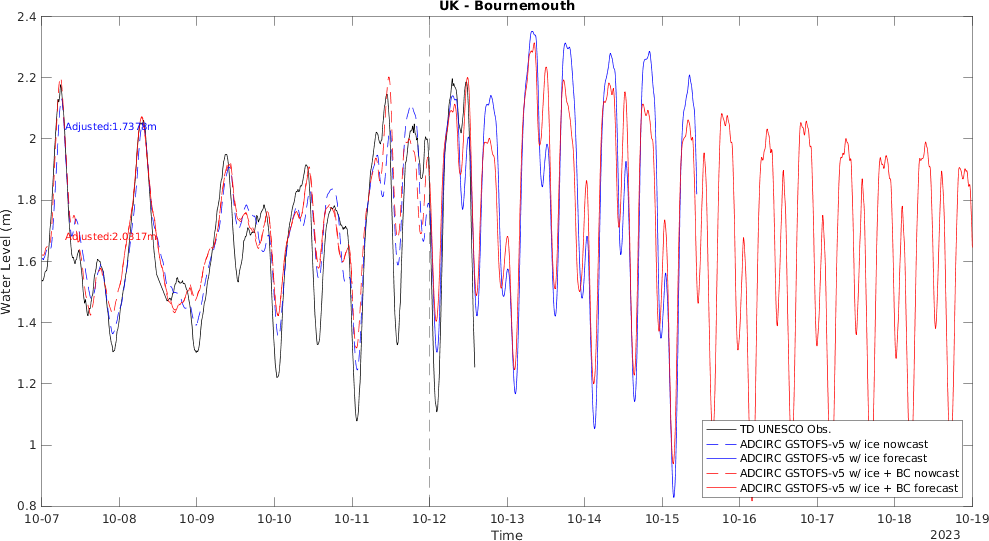 UK - Bournemouth
Water Level (m)
2.4
2.2
2
1.8
1.6
1.4
1.2
1
0.8
Adjusted:1.7378m
Adjusted:2.0317m
TD UNESCO Obs.
ADCIRC GSTOFS-v5 w/ ice nowcast
ADCIRC GSTOFS-v5 w/ ice forecast
ADCIRC GSTOFS-v5 w/ ice + BC nowcast
ADCIRC GSTOFS-v5 w/ ice + BC forecast
10-07 10-08 10-09 10-10 10-11 10-12 10-13 10-14 10-15 10-16 10-17 10-18 10-19
Time
2023